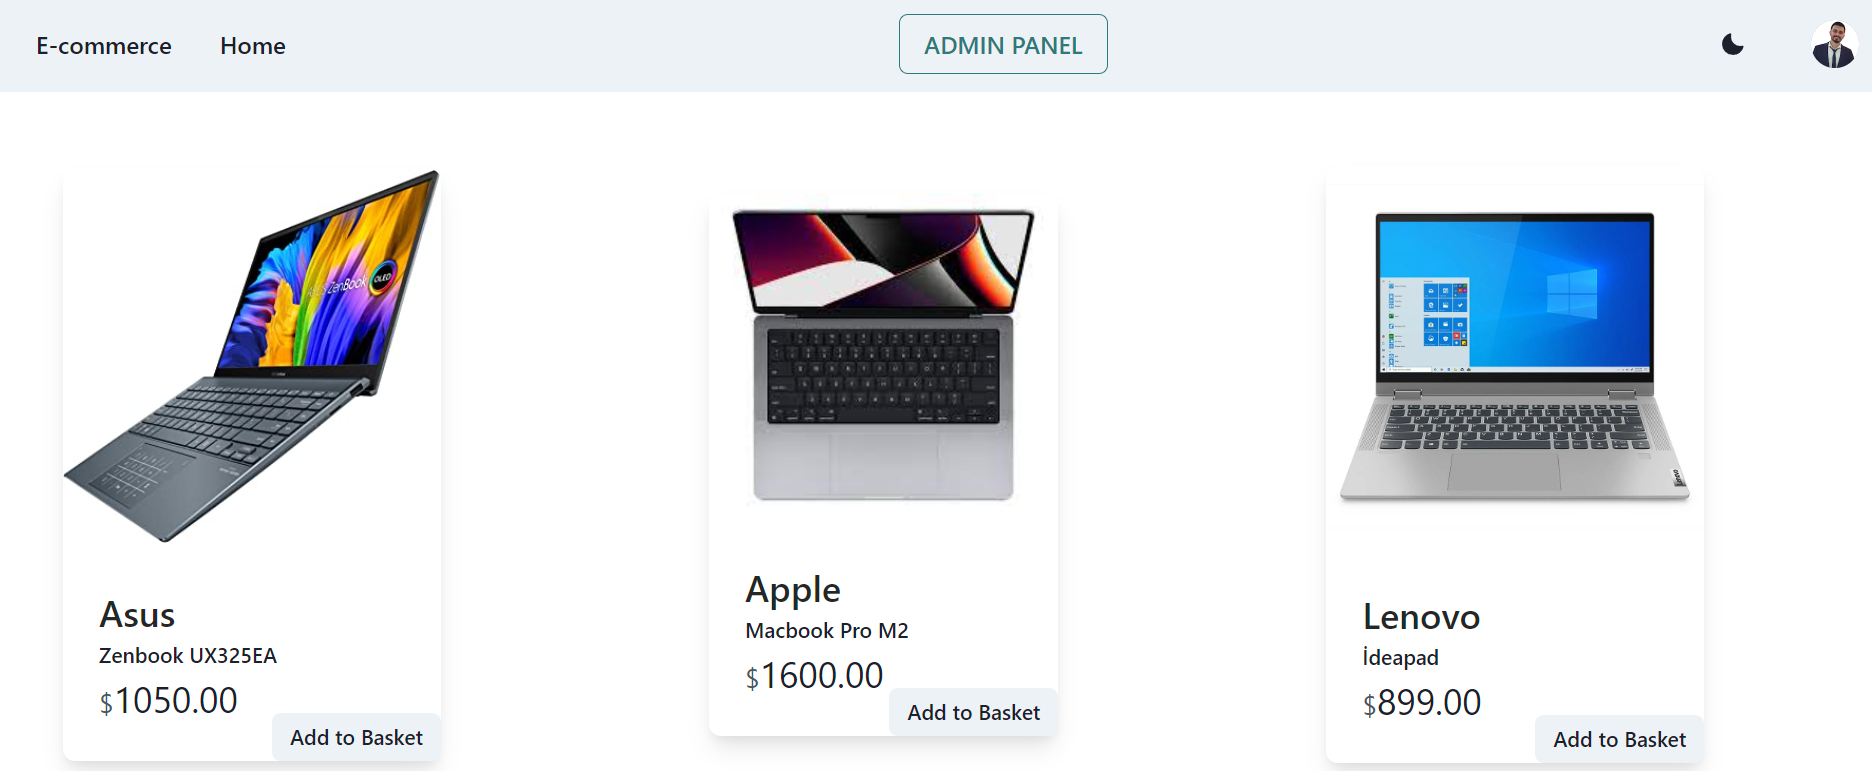 E-commerce Home ADMIN PANEL
ASUS ZenBook OLED
Asus
Zenbook UX325EA
$1050.00
Add to Basket
Apple
Macbook Pro M2
$1600.00
Add to Basket
Lenovo
Lenovo
İdeapad
$899.00
Add to Basket